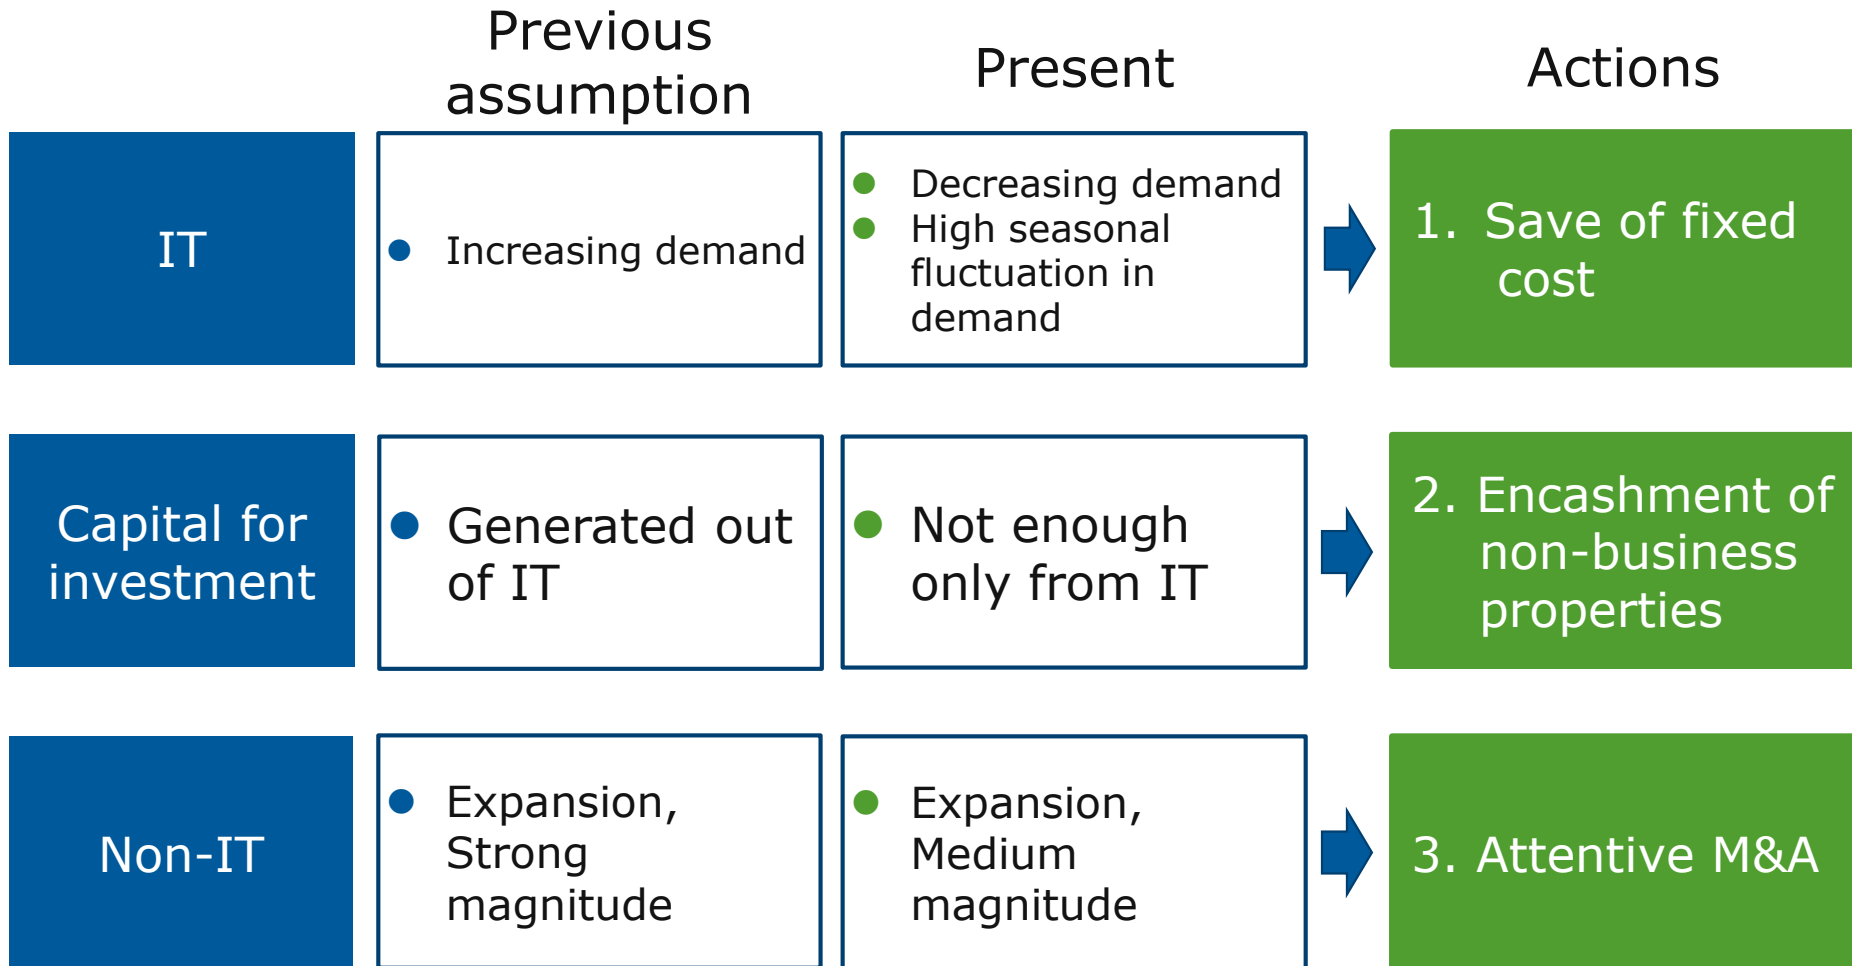 Previous
assumption
Present
Actions
IT
● Increasing demand
● Decreasing demand
● High seasonal
fluctuation in
demand
1. Save of fixed
cost
Capital for
investment
● Generated out
of IT
● Not enough
only from IT
2. Encashment of
non-business
properties
Non-IT
● Expansion,
Strong
magnitude
● Expansion,
Medium
magnitude
3. Attentive M&A